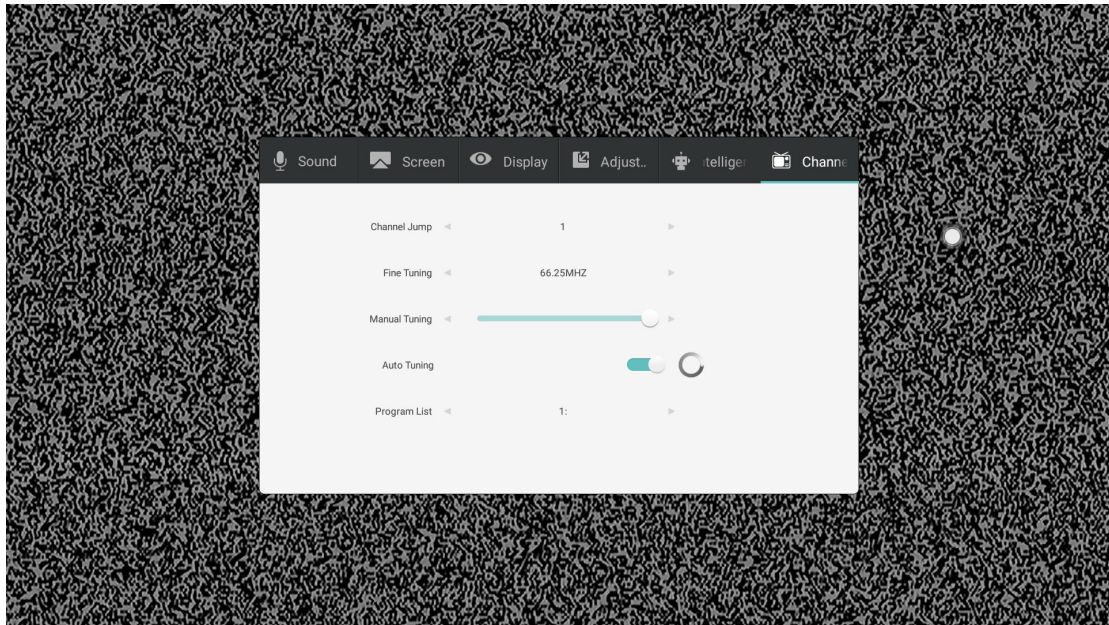 Sound Screen Display Adjust.. ntelliger Channe
Channel Jump 1
Fine Tuning 66.25MHZ
Manual Tuning
Auto Tuning
Program List 1: